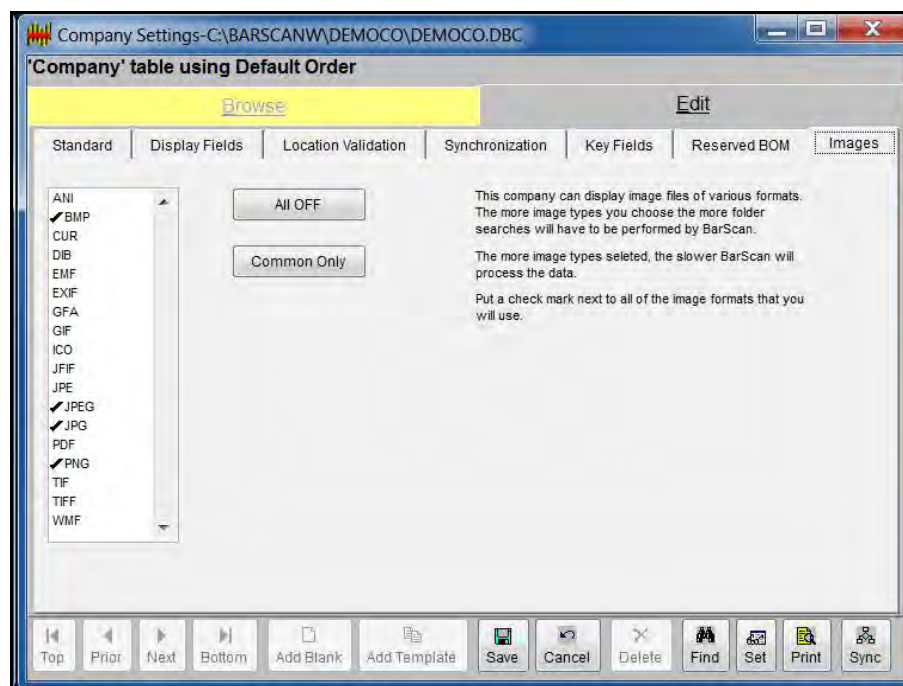 Company Settings-C:\BARSCANW\DEMOCO\DEMOCO.DBC
'Company' table using Default Order
Browse
Edit
Standard
Display Fields
Location Validation
Synchronization
Key Fields
Reserved BOM
Images
ANI
BMP
CUR
DIB
EMF
EXIF
GFA
GIF
ICO
JFIF
JPE
JPEG
JPG
PDF
PNG
TIF
TIFF
WMF
All OFF
Common Only
This company can display image files of various formats.
The more image types you choose the more folder
searches will have to be performed by BarScan.
The more image types seleted, the slower BarScan will
process the data.
Put a check mark next to all of the image formats that you
will use.
Top
Prior
Next
Bottom
Add Blank
Add Template
Save
Cancel
Delete
Find
Set
Print
Sync